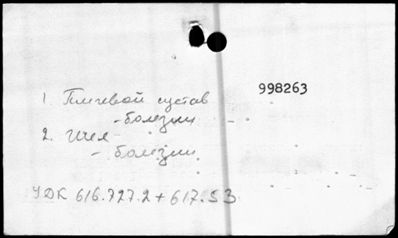 998263
1. Плечевой сустав
- болезни
2. Шея -
- болезни
УДК 616.727.2 + 617.53